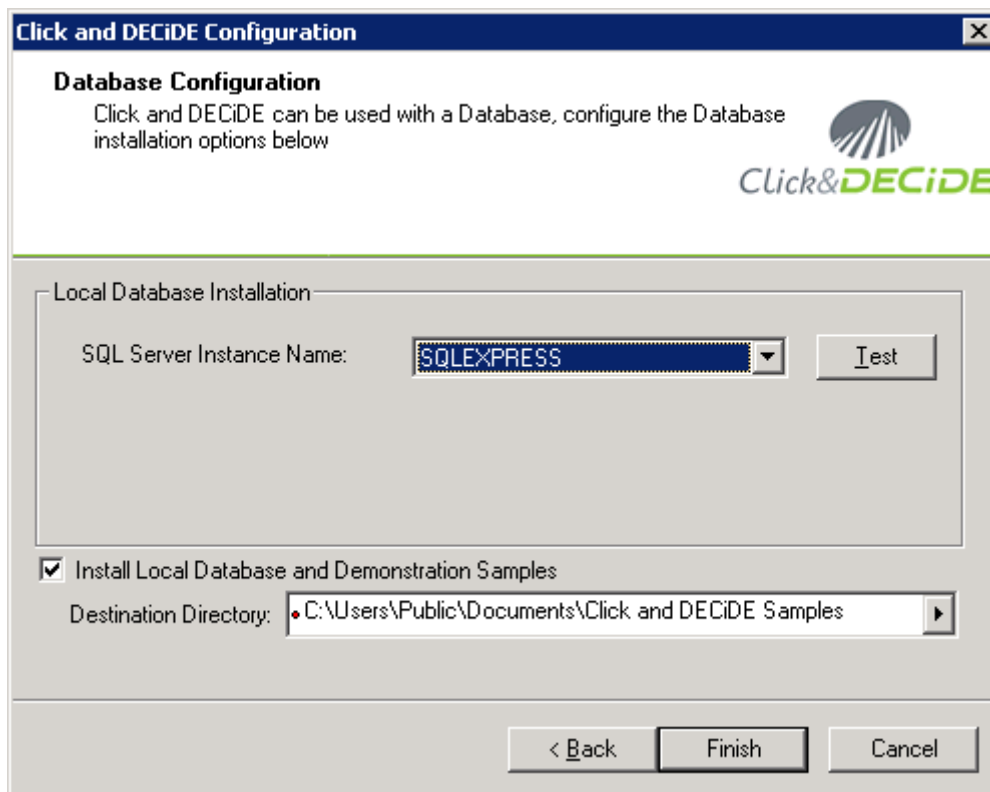 Click and DECiDE Configuration
Database Configuration
Click and DECiDE can be used with a Database, configure the Database
installation options below
Click&DECiDE
Local Database Installation
SQL Server Instance Name:
SQLEXPRESS
Test
Install Local Database and Demonstration Samples
Destination Directory:
C:\Users\Public\Documents\Click and DECiDE Samples
< Back
Finish
Cancel